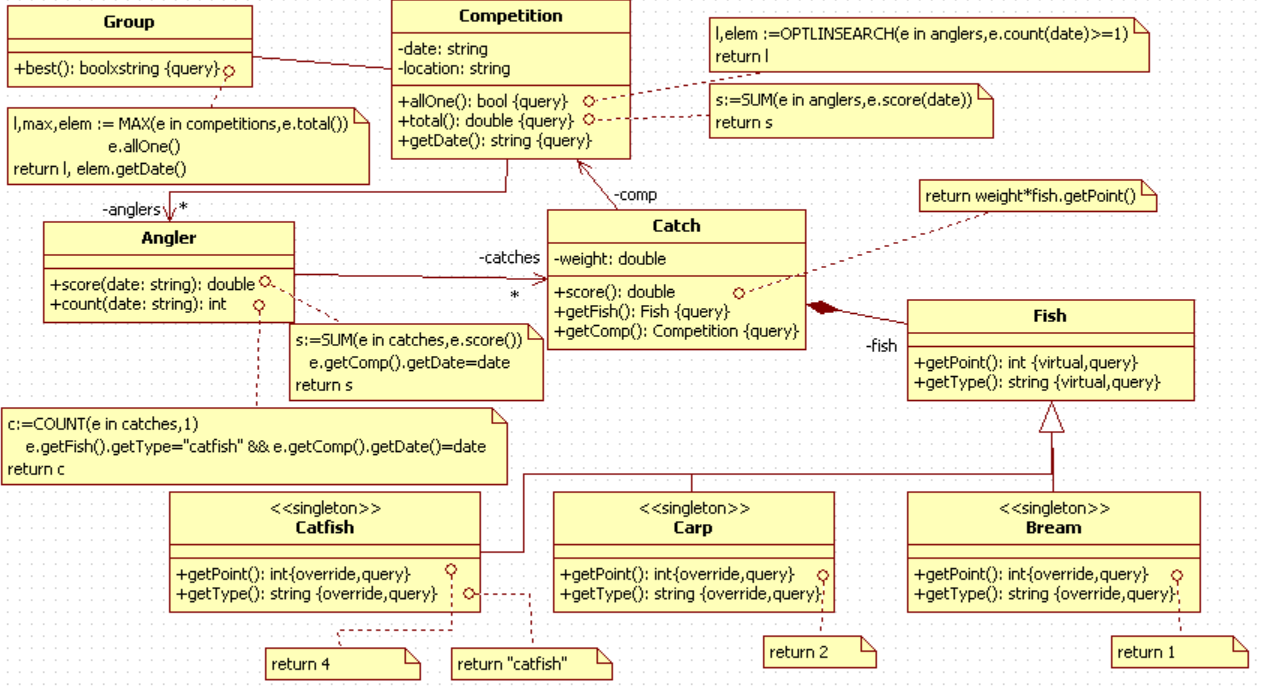 Group
+best(): boolxstring {query}
l,max,elem := MAX(e in competitions,e.total())
e.allOne()
return l, elem.getDate()
Competition
-date: string
-location: string
+allOne(): bool {query}
+total(): double {query}
+getDate(): string {query}
l,elem :=OPTLINSEARCH(e in anglers,e.count(date)>=1)
return l
s:=SUM(e in anglers,e.score(date))
return s
-anglers
*
-comp
Angler
+score(date: string): double
+count(date: string): int
-catches
*
Catch
-weight: double
+score(): double
+getFish(): Fish {query}
+getComp(): Competition {query}
return weight*fish.getPoint()
s:=SUM(e in catches,e.score())
e.getComp().getDate=date
return s
-fish
Fish
+getPoint(): int {virtual,query}
+getType(): string {virtual,query}
c:=COUNT(e in catches,1)
e.getFish().getType="catfish" && e.getComp().getDate()=date
return c
<<singleton>>
Catfish
+getPoint(): int{override,query}
+getType(): string {override,query}
return 4
return "catfish"
<<singleton>>
Carp
+getPoint(): int{override,query}
+getType(): string {override,query}
return 2
<<singleton>>
Bream
+getPoint(): int{override,query}
+getType(): string {override,query}
return 1